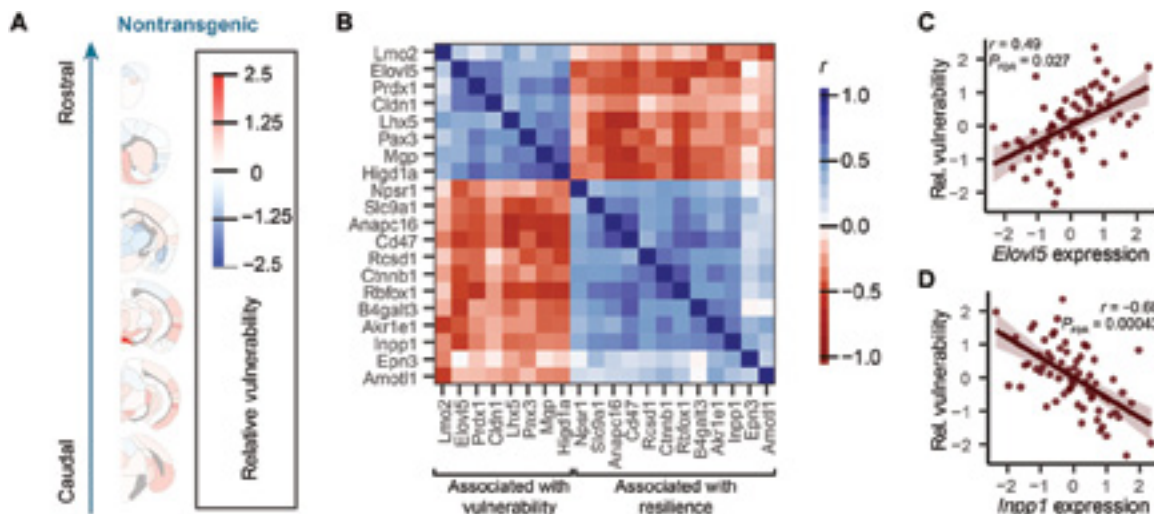 A
Nontransgenic
Rostral
Caudal
2.5
1.25
0
−1.25
−2.5
Relative vulnerability
B
Lmo2
Elovl5
Prdx1
Cldn1
Lhx5
Pax3
Mgp
Higd1a
Npsr1
Slc9a1
Anapc16
Cd47
Rcsd1
Ctnnb1
Rbfox1
B4galt3
Akr1e1
Inpp1
Epn3
Amotl1
Lmo2
Elovl5
Prdx1
Cldn1
Lhx5
Pax3
Mgp
Higd1a
Npsr1
Slc9a1
Anapc16
Cd47
Rcsd1
Ctnnb1
Rbfox1
B4galt3
Akr1e1
Inpp1
Epn3
Amotl1
Associated with
vulnerability
Associated with
resilience
r
1.0
0.5
0.0
−0.5
−1.0
C
r = 0.49
= 0.027
Rel. vulnerability
2
1
0
−1
−2
−2 −1 0 1 2
Elovl5 expression
D
r = −0.68
= 0.00043
Rel. vulnerability
2
1
0
−1
−2
−2 −1 0 1 2
Inpp1 expression